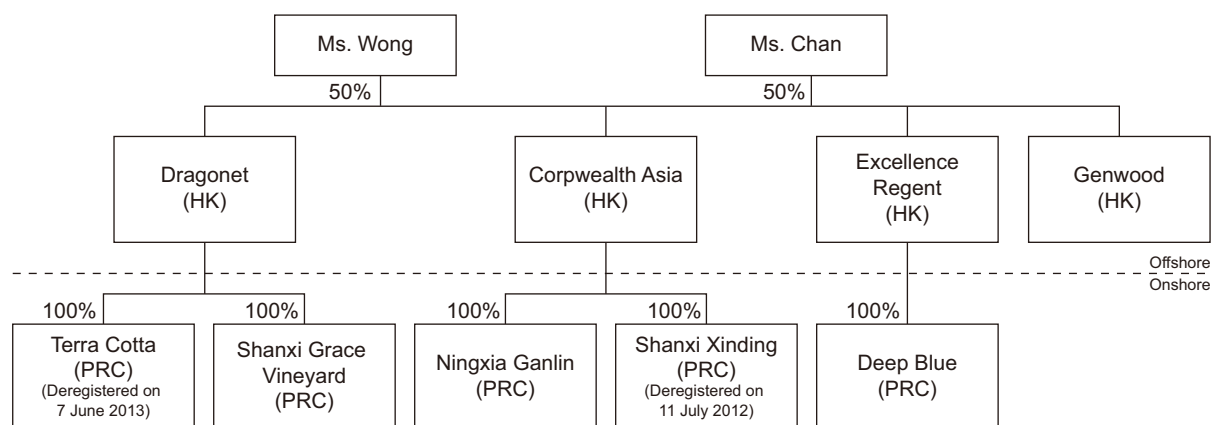 Ms. Wong
Ms. Chan
50%
50%
Dragonet
(HK)
Corpwealth Asia
(HK)
Excellence
Regent
(HK)
Genwood
(HK)
Offshore
Onshore
100%
100%
100%
100%
100%
Terra Cotta
(PRC)
(Deregistered on
7 June 2013)
Shanxi Grace
Vineyard
(PRC)
Ningxia Ganlin
(PRC)
Shanxi Xinding
(PRC)
(Deregistered on
11 July 2012)
Deep Blue
(PRC)